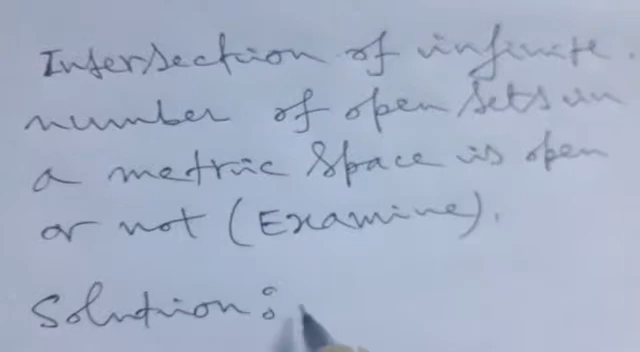 Intersection of infinite
number of open sets in
a metric space is open
or not (Examine).
Solution: